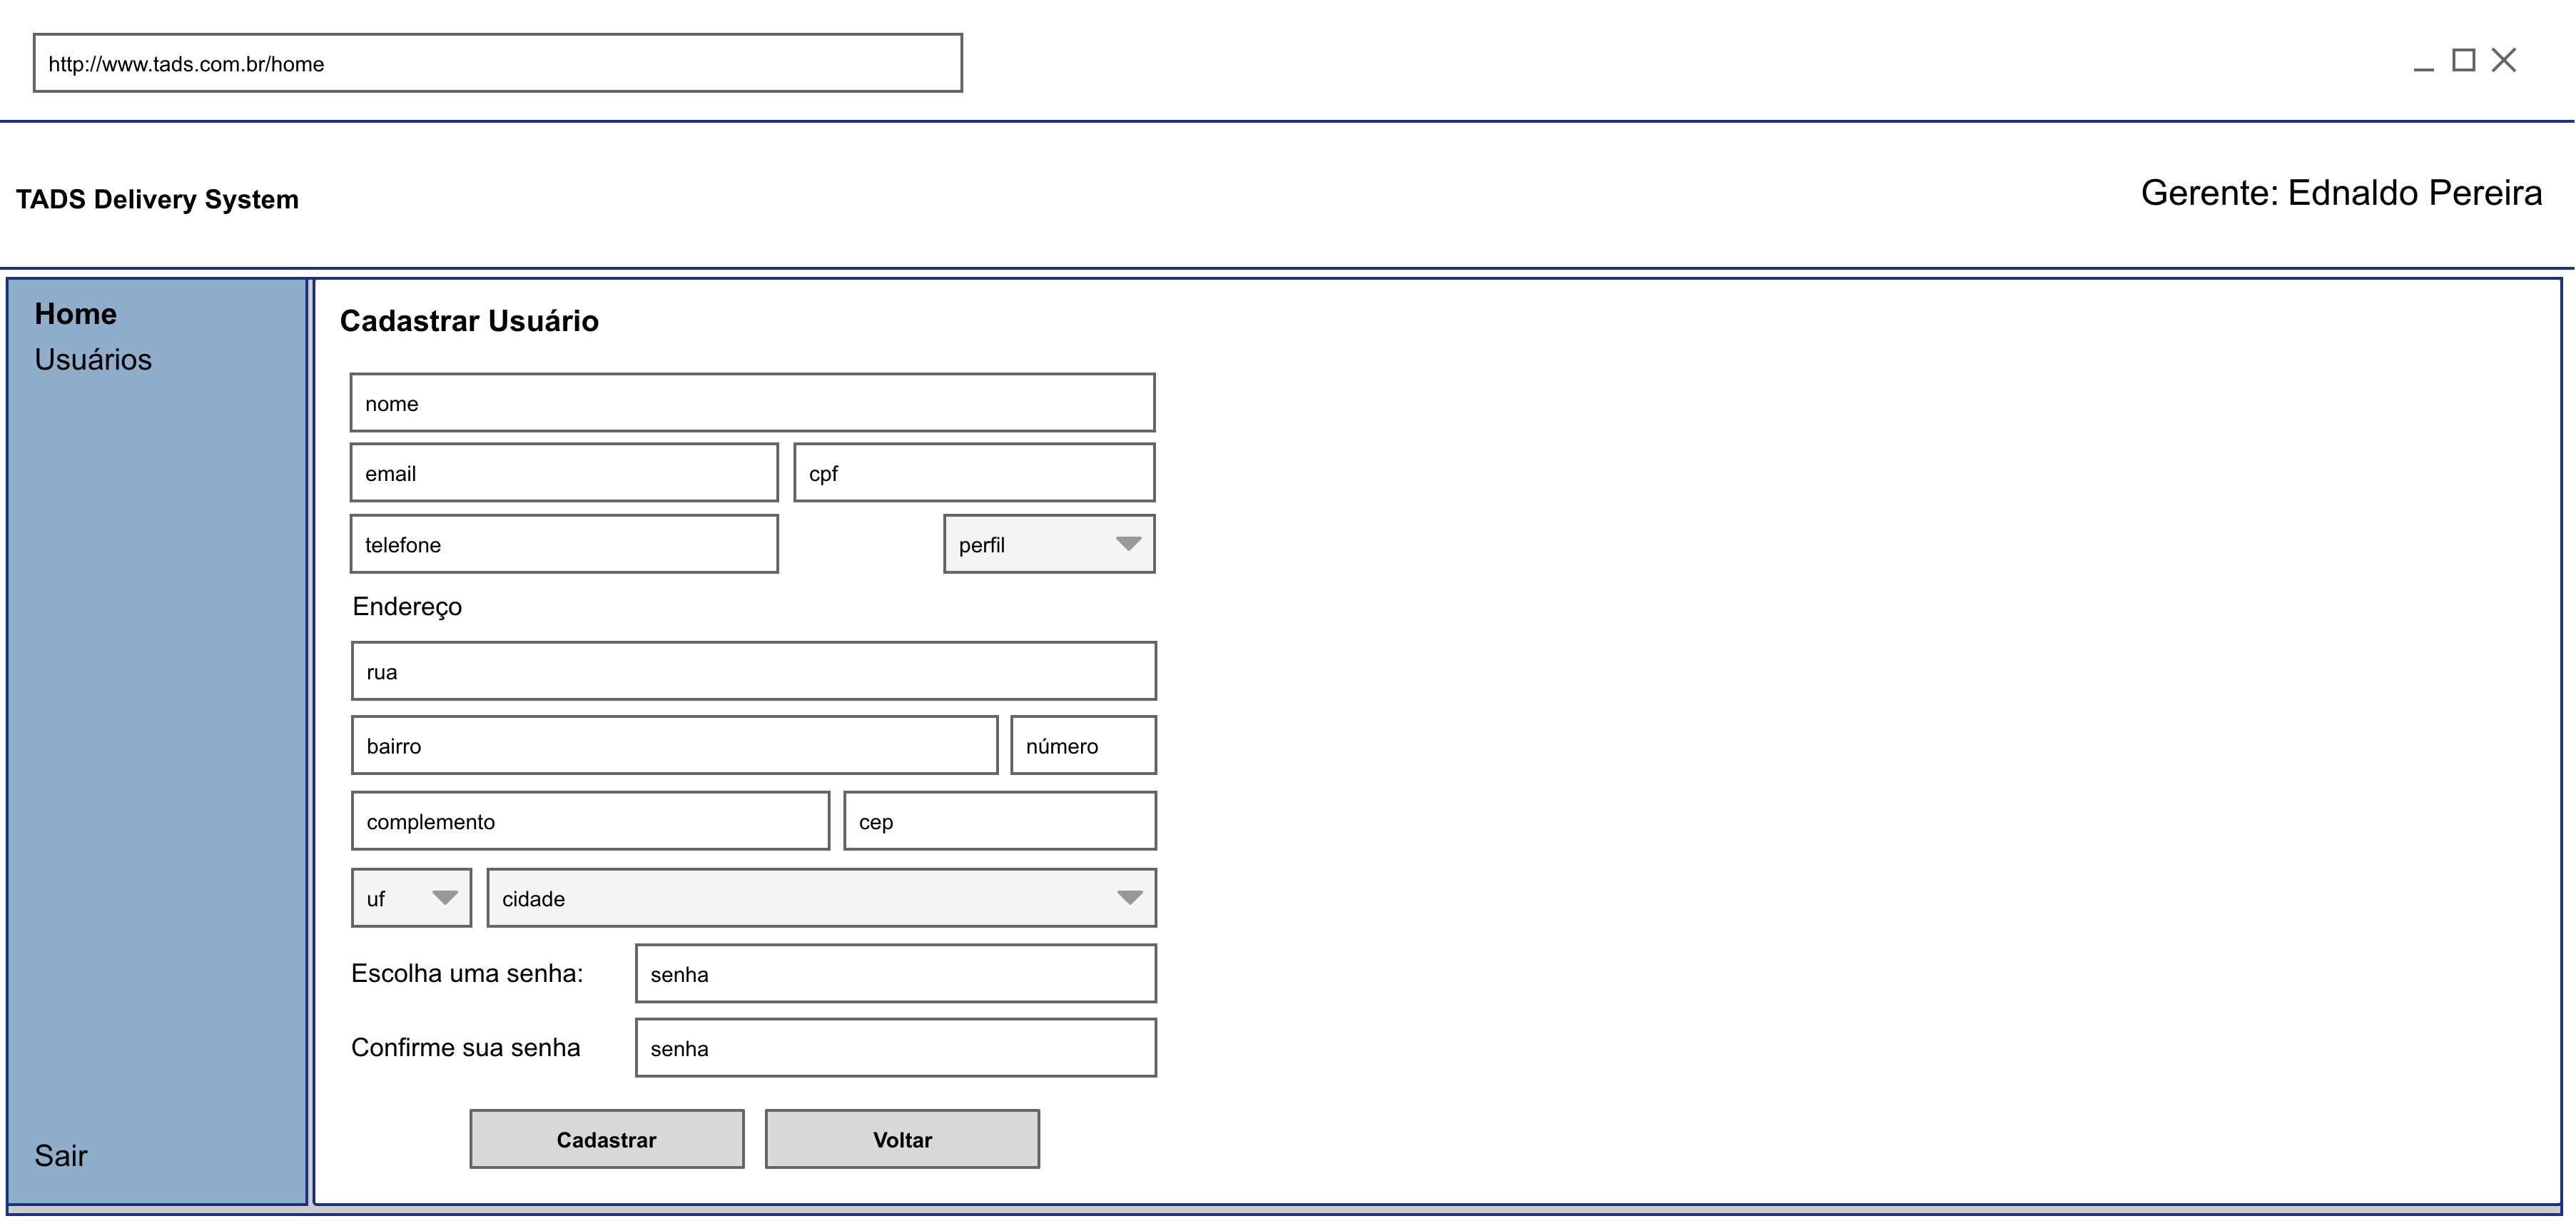 http://www.tads.com.br/home
TADS Delivery System
Gerente: Ednaldo Pereira
Home
Usuários
Sair
Cadastrar Usuário
nome
email
cpf
telefone
perfil
Endereço
rua
bairro
número
complemento
cep
uf
cidade
Escolha uma senha:
senha
Confirme sua senha
senha
Cadastrar
Voltar